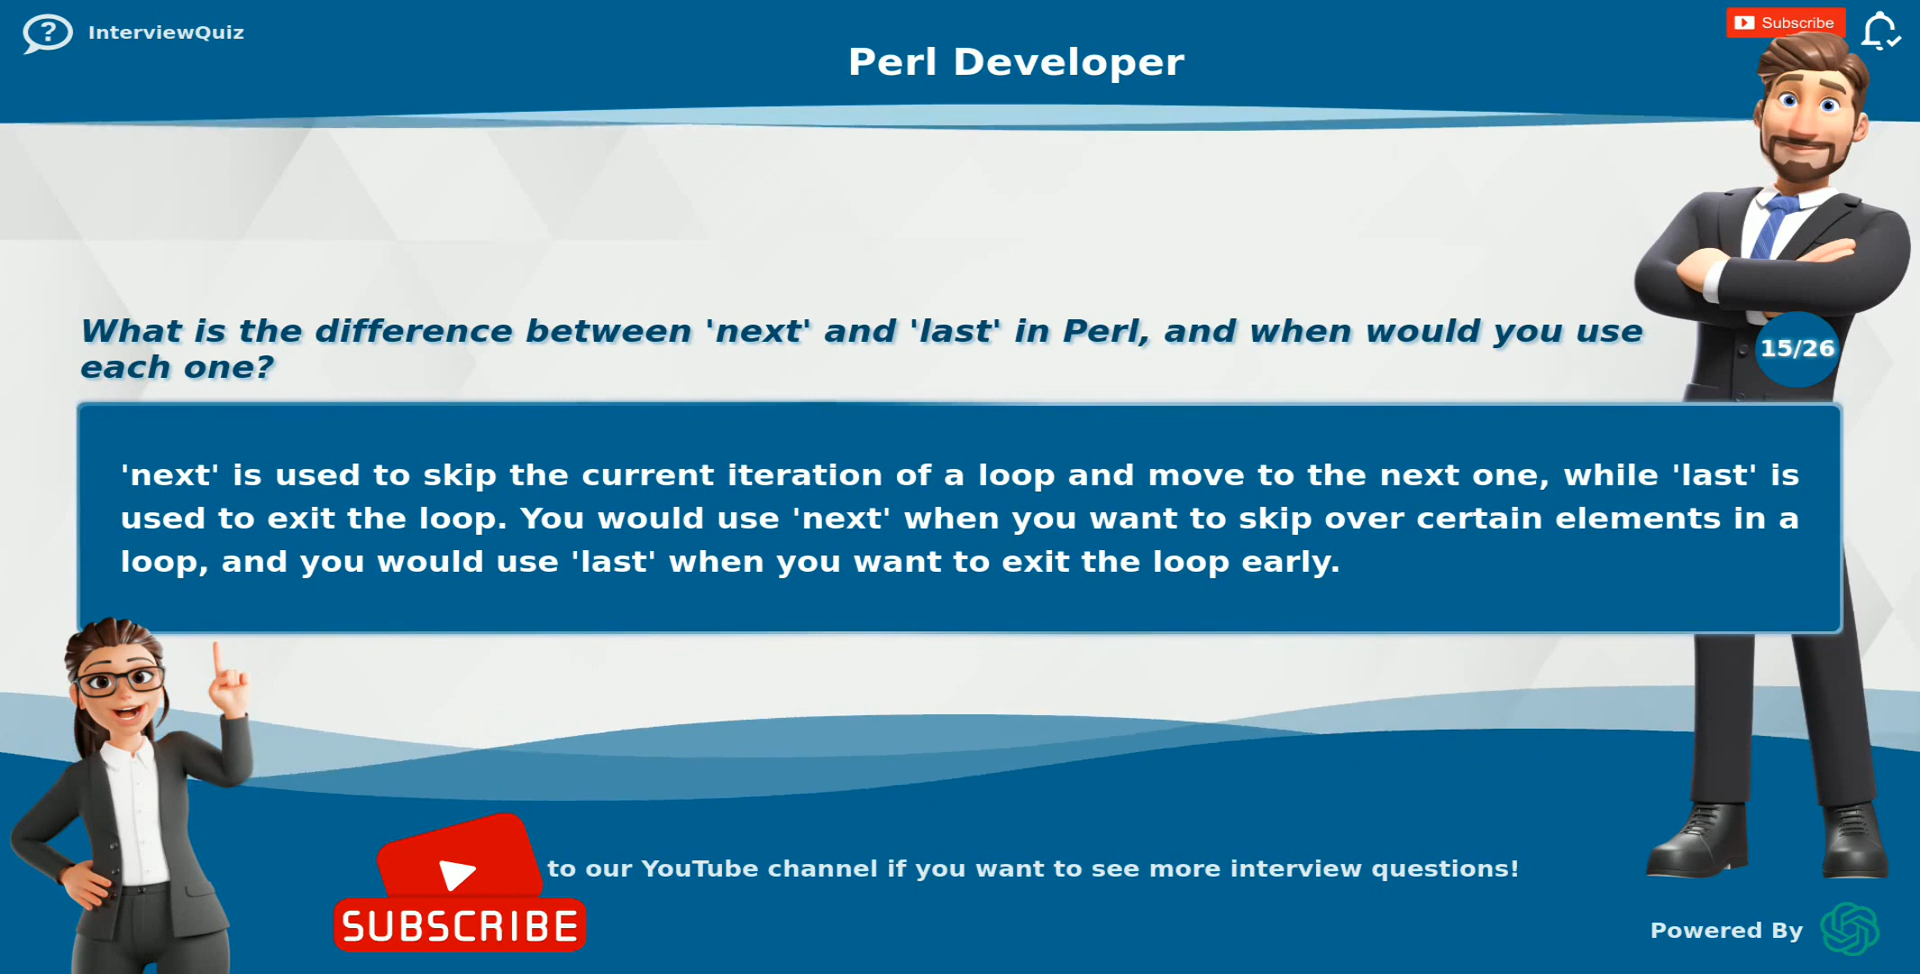 InterviewQuiz
Subscribe
Perl Developer
What is the difference between 'next' and 'last' in Perl, and when would you use
each one?
15/26
'next' is used to skip the current iteration of a loop and move to the next one, while 'last' is
used to exit the loop. You would use 'next' when you want to skip over certain elements in a
loop, and you would use 'last' when you want to exit the loop early.
to our YouTube channel if you want to see more interview questions!
SUBSCRIBE
Powered By